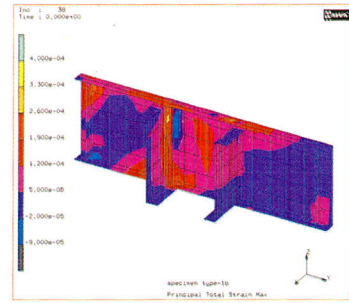 Inc : 38
Time : 0.000e+00
4.000e-04
3.300e-04
2.600e-04
1.900e-04
1.200e-04
5.000e-05
-2.000e-05
-9.000e-05
specimen type-1b
Principal Total Strain Max
Z
X
Y